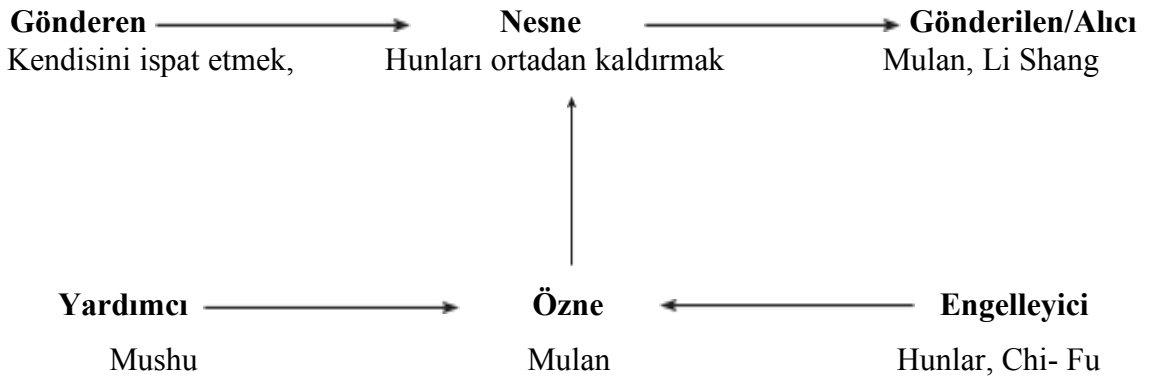 Gönderen Nesne Gönderilen/Alıcı
Kendisini ispat etmek, Hunları ortadan kaldırmak Mulan, Li Shang
Yardımcı Özne Engelleyici
Mushu Mulan Hunlar, Chi- Fu